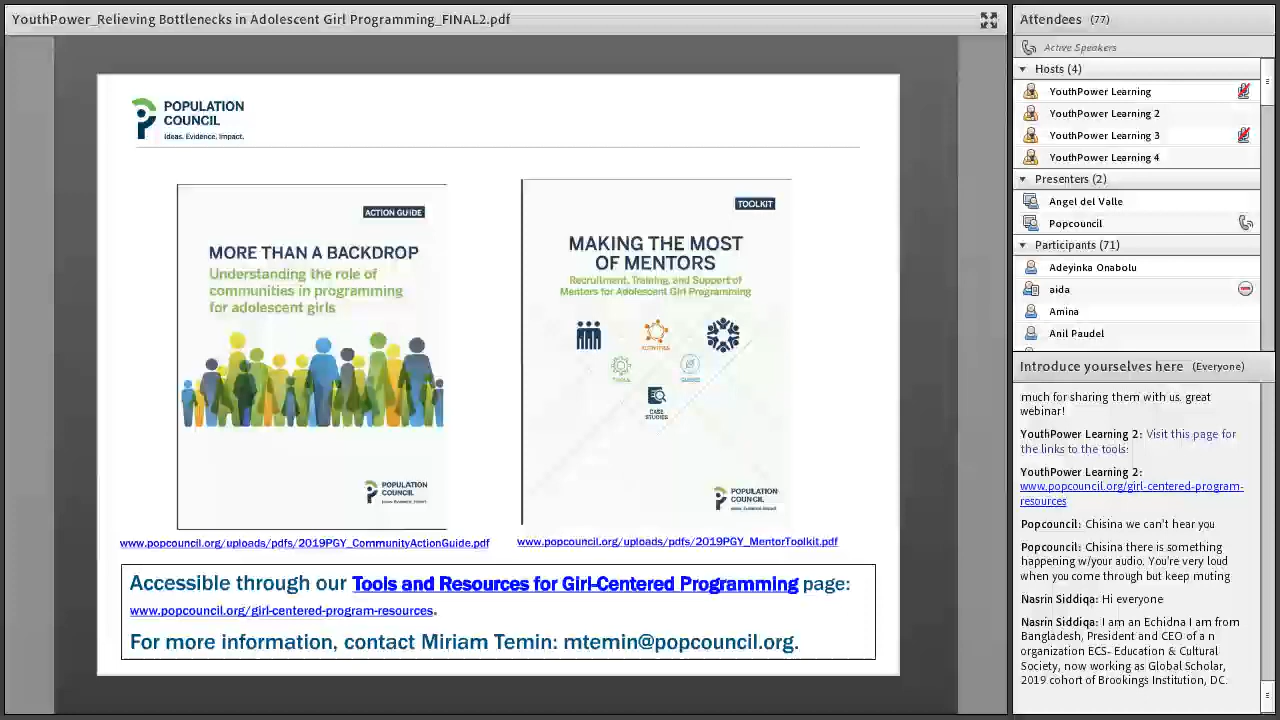 YouthPower_Relieving Bottlenecks in Adolescent Girl Programming_FINAL2.pdf
POPULATION
COUNCIL
Ideas. Evidence. Impact.
ACTION GUIDE
MORE THAN A BACKDROP
Understanding the role of
communities in programming
for adolescent girls
POPULATION
COUNCIL
Ideas. Evidence. Impact.
www.popcouncil.org/uploads/pdfs/2019PGY_CommunityActionGuide.pdf
TOOLKIT
MAKING THE MOST
OF MENTORS
Recruitment, Training, and Support of
Mentors for Adolescent Girl Programming
ACTIVITIES
TOOLS
CASE
STUDIES
POPULATION
COUNCIL
Ideas. Evidence. Impact.
www.popcouncil.org/uploads/pdfs/2019PGY_MentorToolkit.pdf
Accessible through our Tools and Resources for Girl-Centered Programming page:
www.popcouncil.org/girl-centered-program-resources.
For more information, contact Miriam Temin: mtemin@popcouncil.org.
Attendees (77)
Active Speakers
Hosts (4)
YouthPower Learning
YouthPower Learning 2
YouthPower Learning 3
YouthPower Learning 4
Presenters (2)
Angel del Valle
Popcouncil
Participants (71)
Adeyinka Onabolu
aida
Amina
Anil Paudel
Introduce yourselves here (Everyone)
much for sharing them with us. great
webinar!
YouthPower Learning 2: Visit this page for
the links to the tools:
YouthPower Learning 2:
www.popcouncil.org/girl-centered-program-
resources
Popcouncil: Chisina we can't hear you
Popcouncil: Chisina there is something
happening w/your audio. You're very loud
when you come through but keep muting
Nasrin Siddiqa: Hi everyone
Nasrin Siddiqa: I am an Echidna I am from
Bangladesh, President and CEO of a n
organization ECS- Education & Cultural
Society, now working as Global Scholar,
2019 cohort of Brookings Institution, DC.